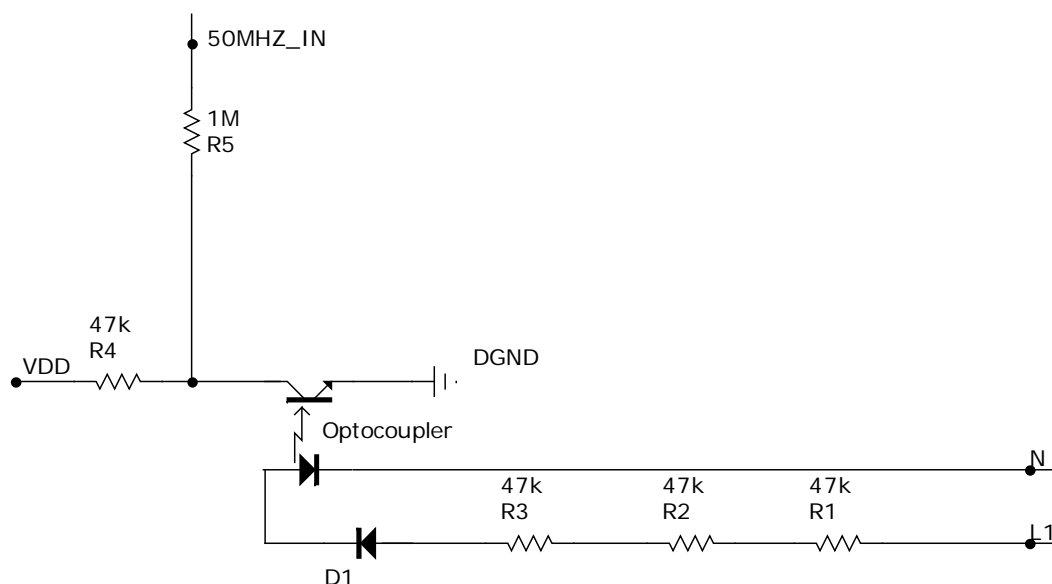 50MHZ_IN
1M
R5
47k
R4
VDD
DGND
Optocoupler
N
47k
R3
47k
R2
47k
R1
L1
D1